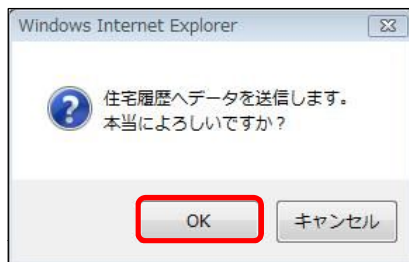 Windows Internet Explorer
住宅履歴へデータを送信します。
本当によろしいですか？
OK
キャンセル